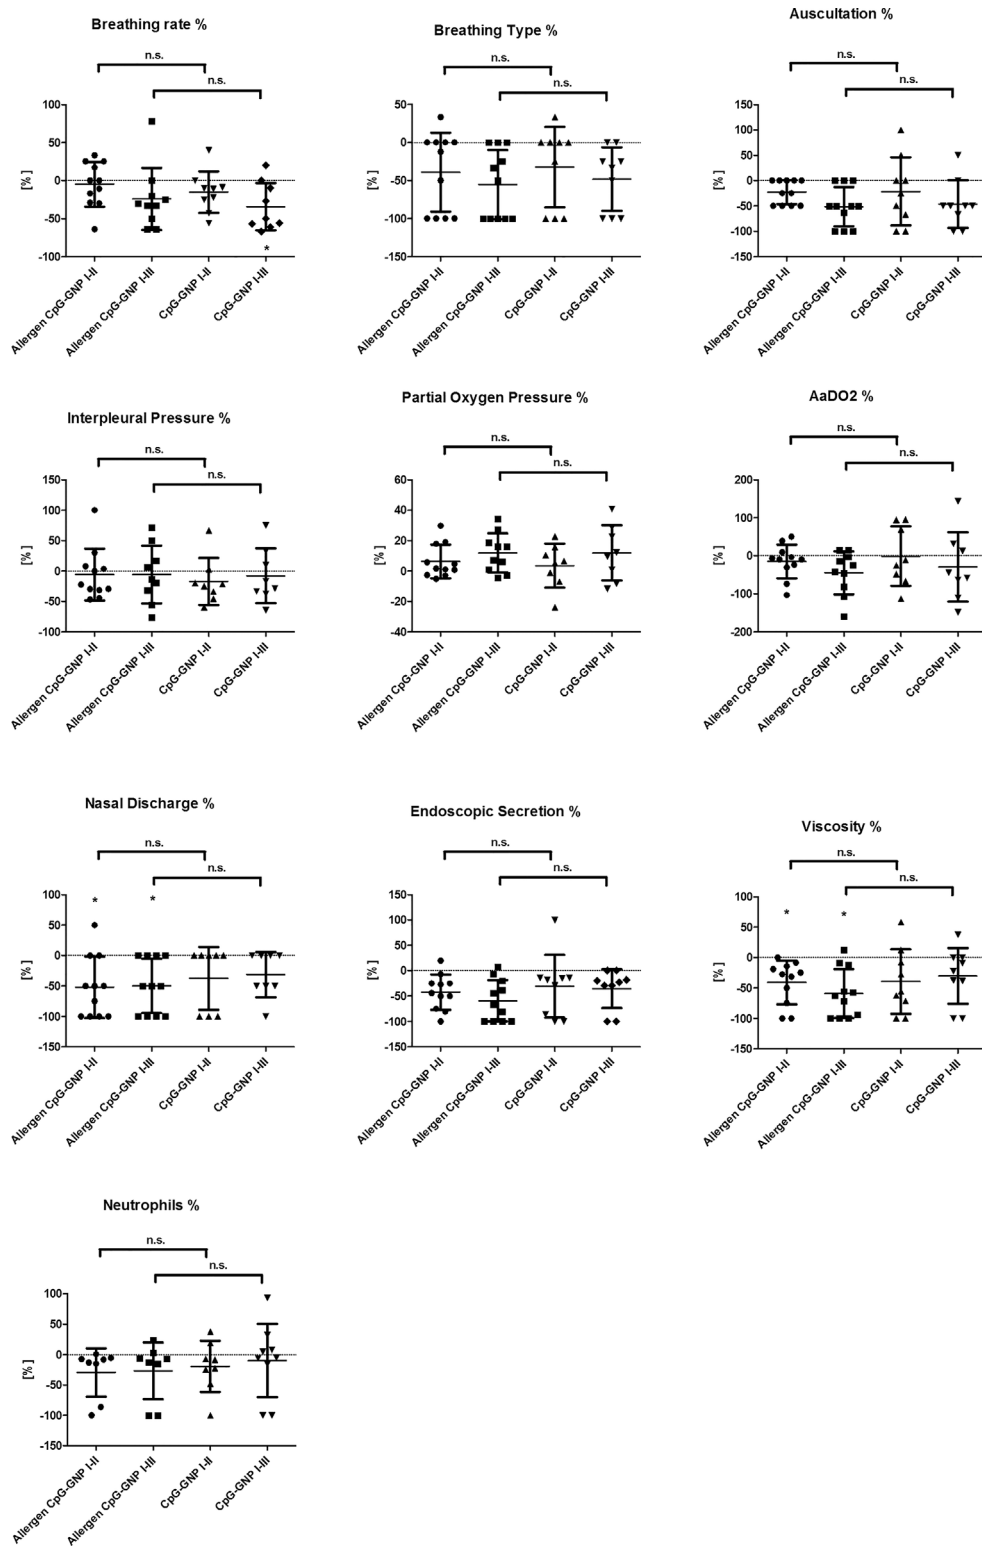 Breathing rate %
n.s.
n.s.
100
50
0
-50
-100
[%]
*
Allergen CpG-GNP I-II
Allergen CpG-GNP I-III
CpG-GNP I-II
CpG-GNP I-III
Breathing Type %
n.s.
n.s.
50
0
-50
-100
-150
[%]
Allergen CpG-GNP I-II
Allergen CpG-GNP I-III
CpG-GNP I-II
CpG-GNP I-III
Auscultation %
n.s.
n.s.
150
100
50
0
-50
-100
-150
[%]
Allergen CpG-GNP I-II
Allergen CpG-GNP I-III
CpG-GNP I-II
CpG-GNP I-III
Interpleural Pressure %
n.s.
n.s.
150
100
50
0
-50
-100
[%]
Allergen CpG-GNP I-II
Allergen CpG-GNP I-III
CpG-GNP I-II
CpG-GNP I-III
Partial Oxygen Pressure %
n.s.
n.s.
60
40
20
0
-20
-40
[%]
Allergen CpG-GNP I-II
Allergen CpG-GNP I-III
CpG-GNP I-II
CpG-GNP I-III
AaDO2 %
n.s.
n.s.
200
100
0
-100
-200
[%]
Allergen CpG-GNP I-II
Allergen CpG-GNP I-III
CpG-GNP I-II
CpG-GNP I-III
Nasal Discharge %
n.s.
n.s.
* *
100
50
0
-50
-100
-150
[%]
Allergen CpG-GNP I-II
Allergen CpG-GNP I-III
CpG-GNP I-II
CpG-GNP I-III
Endoscopic Secretion %
n.s.
n.s.
150
100
50
0
-50
-100
-150
[%]
Allergen CpG-GNP I-II
Allergen CpG-GNP I-III
CpG-GNP I-II
CpG-GNP I-III
Viscosity %
n.s.
n.s.
* *
100
50
0
-50
-100
-150
[%]
Allergen CpG-GNP I-II
Allergen CpG-GNP I-III
CpG-GNP I-II
CpG-GNP I-III
Neutrophils %
n.s.
n.s.
100
50
0
-50
-100
-150
[%]
Allergen CpG-GNP I-II
Allergen CpG-GNP I-III
CpG-GNP I-II
CpG-GNP I-III